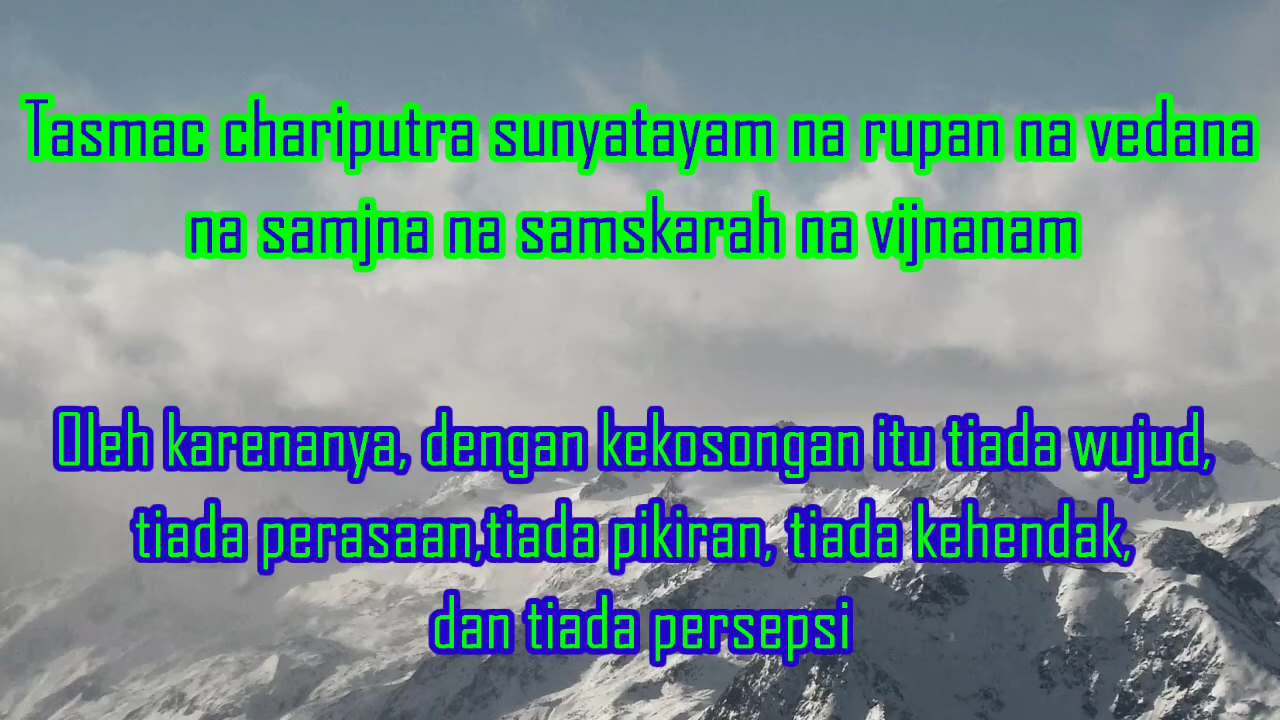 Tasmac chariputra sunyatayam na rupan na vedana
na samjna na samskarah na vijnanam
Oleh karenanya, dengan kekosongan itu tiada wujud,
tiada perasaan,tiada pikiran, tiada kehendak,
dan tiada persepsi